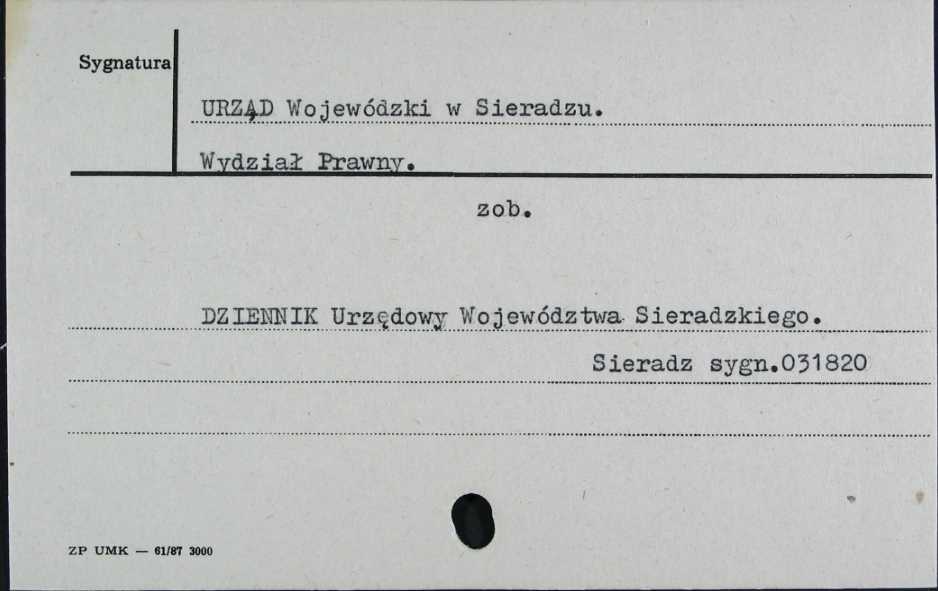 Sygnatura
URZĄD Wojewódzki w Sieradzu.
Wydział Prawny.
zob.
DZIENNIK Urzędowy Województwa Sieradzkiego.
Sieradz sygn.031820
ZP UMK — 61/87 3000